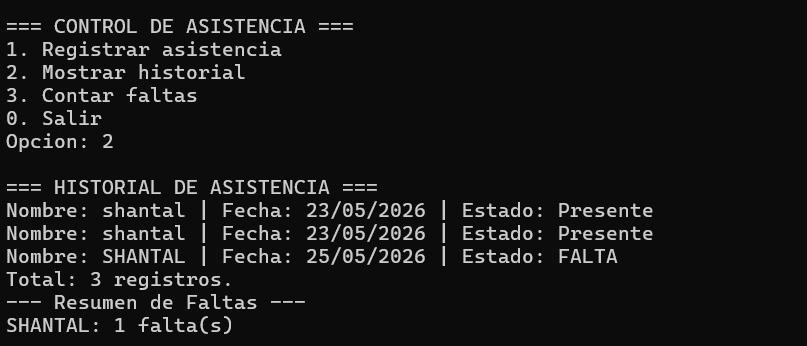 === CONTROL DE ASISTENCIA ===
1. Registrar asistencia
2. Mostrar historial
3. Contar faltas
0. Salir
Opcion: 2
=== HISTORIAL DE ASISTENCIA ===
Nombre: shantal | Fecha: 23/05/2026 | Estado: Presente
Nombre: shantal | Fecha: 23/05/2026 | Estado: Presente
Nombre: SHANTAL | Fecha: 25/05/2026 | Estado: FALTA
Total: 3 registros.
--- Resumen de Faltas ---
SHANTAL: 1 falta(s)